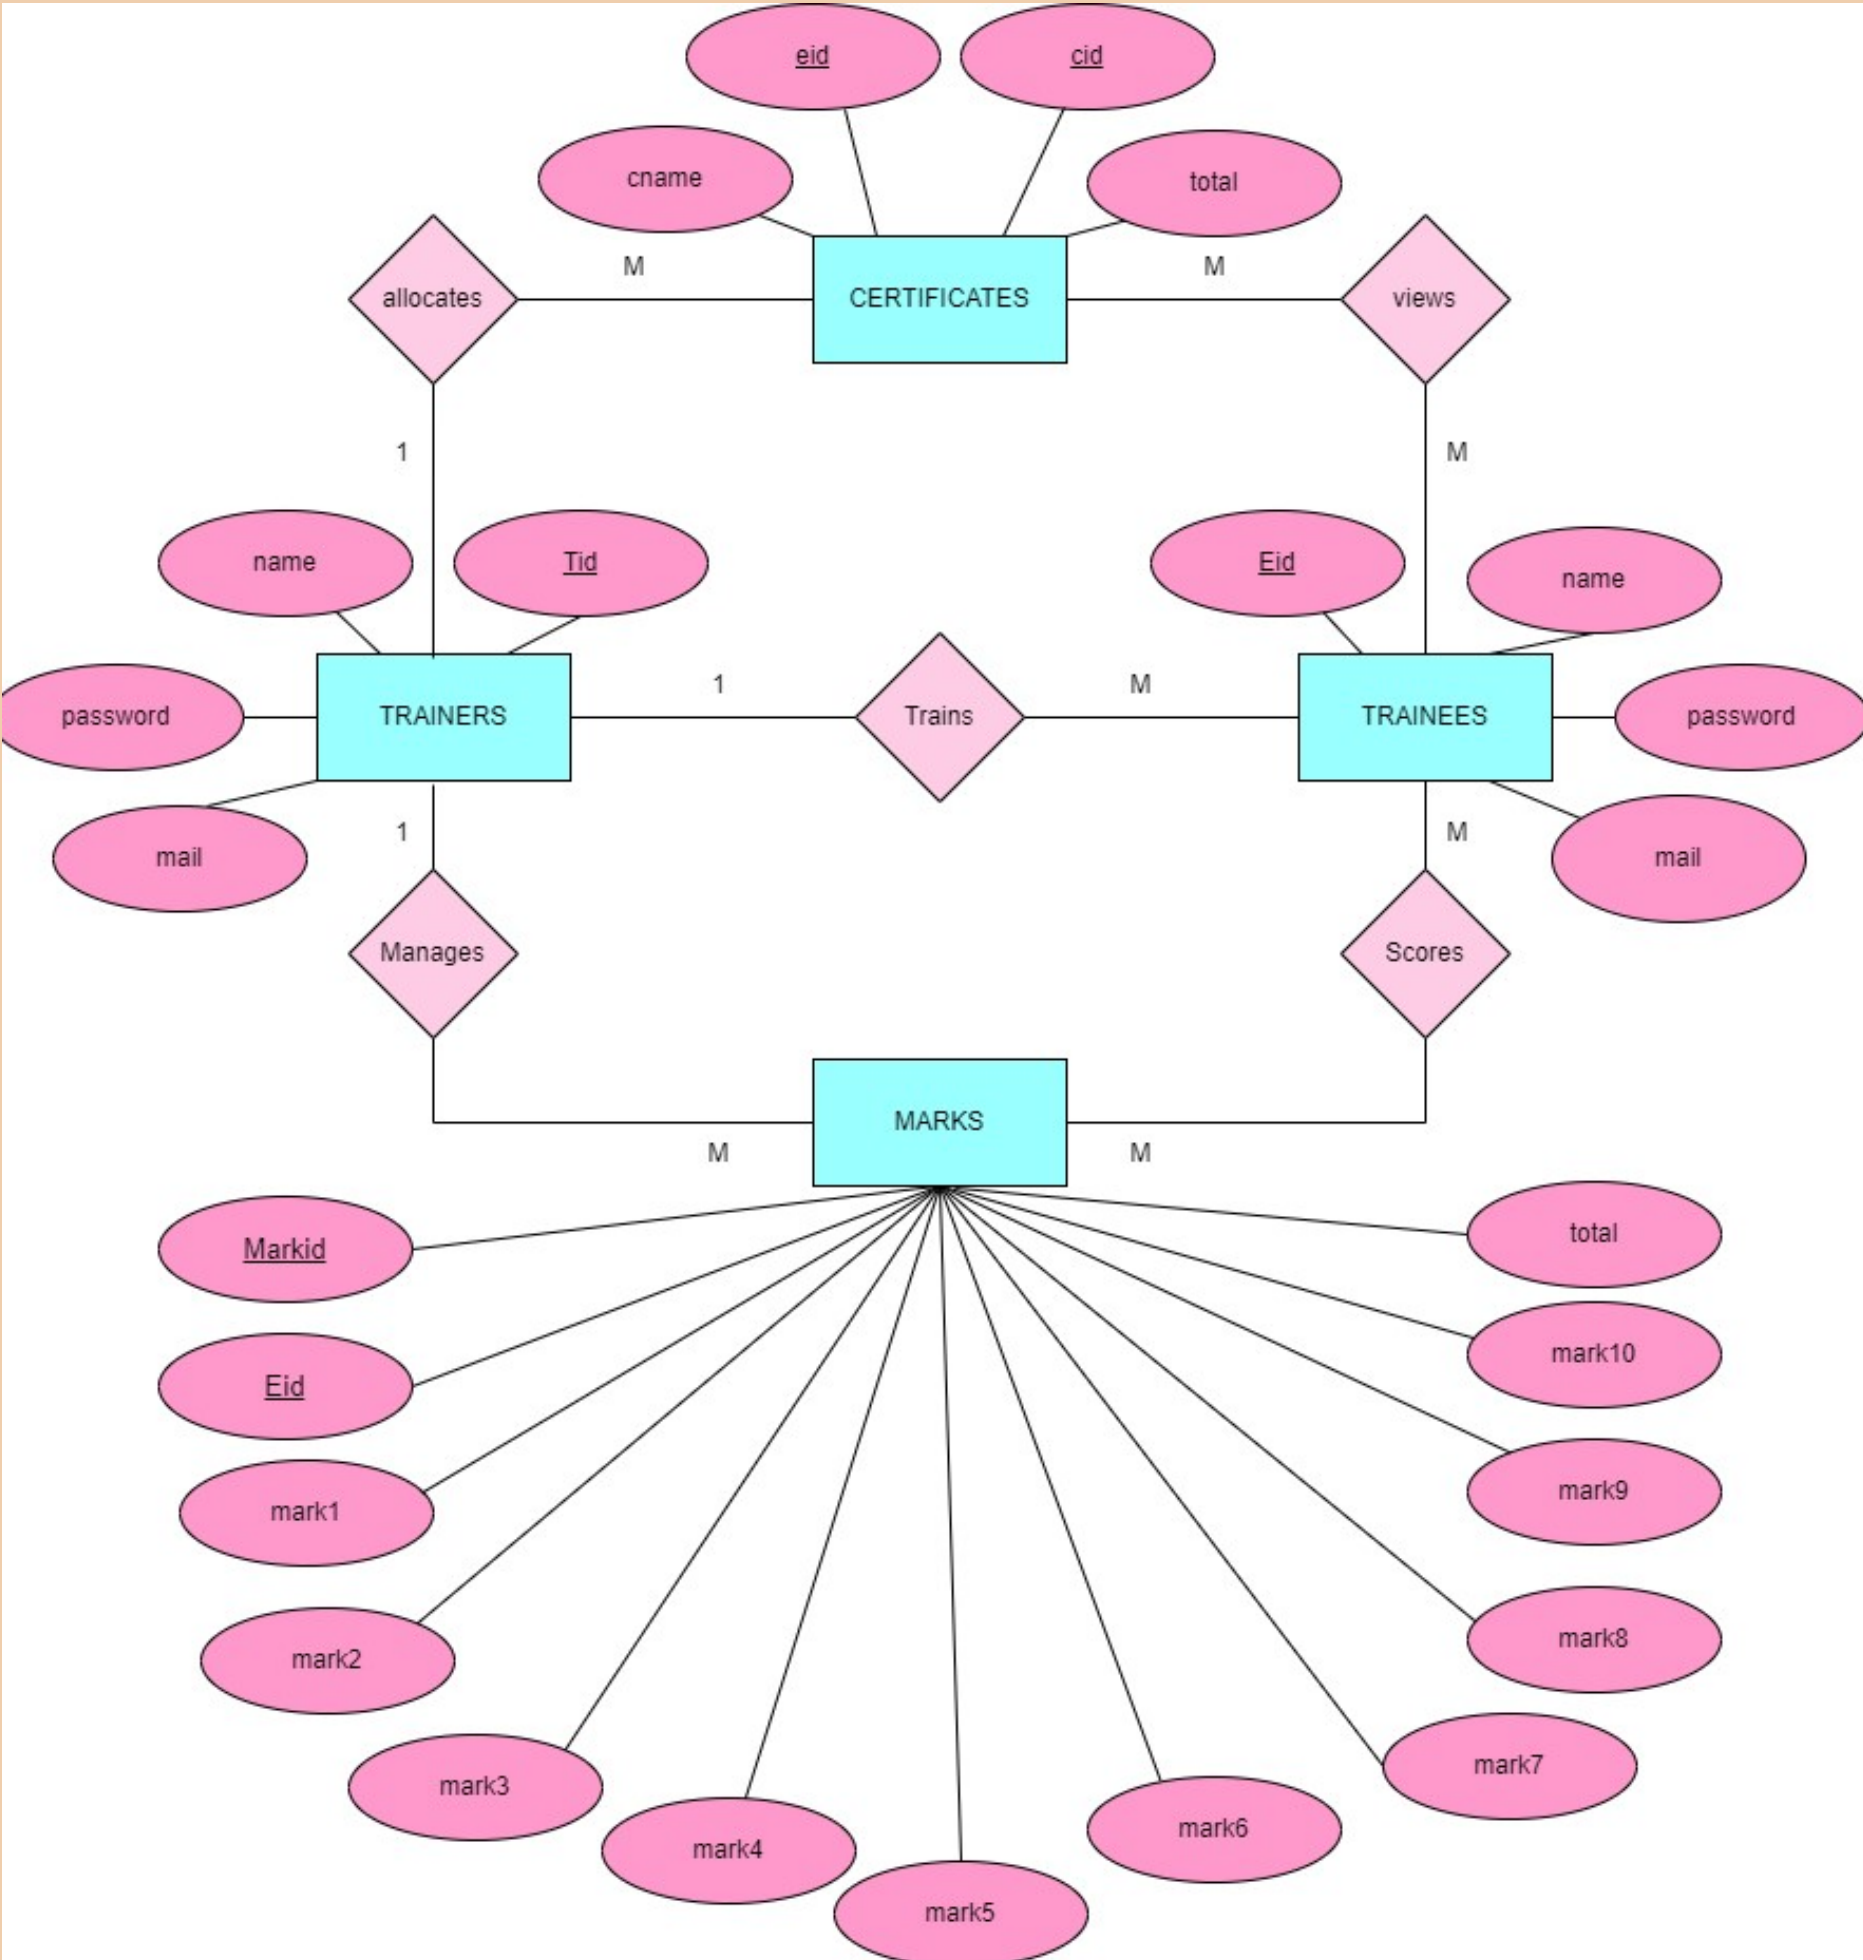 eid
cid
cname
total
M
M
allocates
CERTIFICATES
views
1
M
name
Tid
Eid
name
1
M
password
TRAINERS
Trains
TRAINEES
password
1
M
mail
mail
Manages
Scores
MARKS
M
M
Markid
total
mark10
Eid
mark9
mark1
mark8
mark2
mark7
mark3
mark6
mark4
mark5